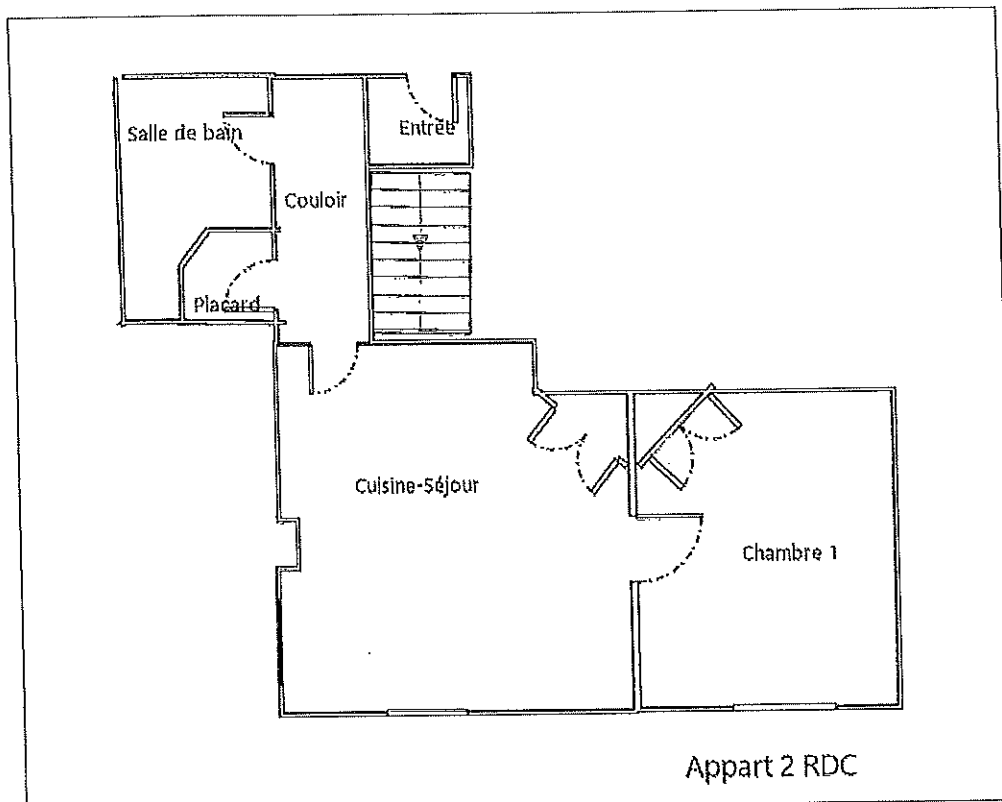 Salle de bain
Entrée
Couloir
Placard
Cuisine-Séjour
Chambre 1
Appart 2 RDC